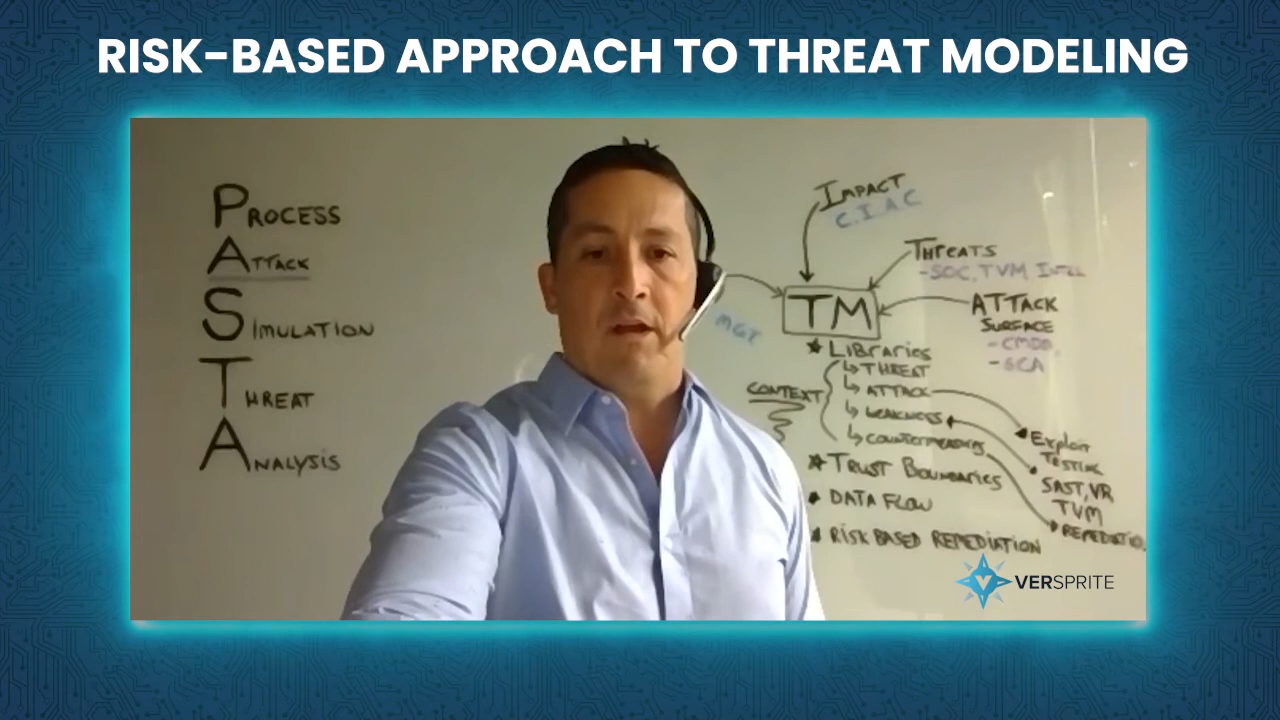 RISK-BASED APPROACH TO THREAT MODELING
PROCESS
ATTACK
SIMULATION
THREAT
ANALYSIS
IMPACT
C.I.A.C
THREATS
-SOC, TVM INTEL
ATTACK
SURFACE
-CMDB,
-SCA
TM
MGT
★ LIBRARIES
↳ THREAT
↳ ATTACK
↳ WEAKNESS
↳ COUNTERMEASURES
CONTEXT
★ TRUST BOUNDARIES
DATA FLOW
RISK BASED REMEDIATION
EXPLOIT
TESTING
SAST, VR
TVM
REMEDIATIO
VERSPRITE